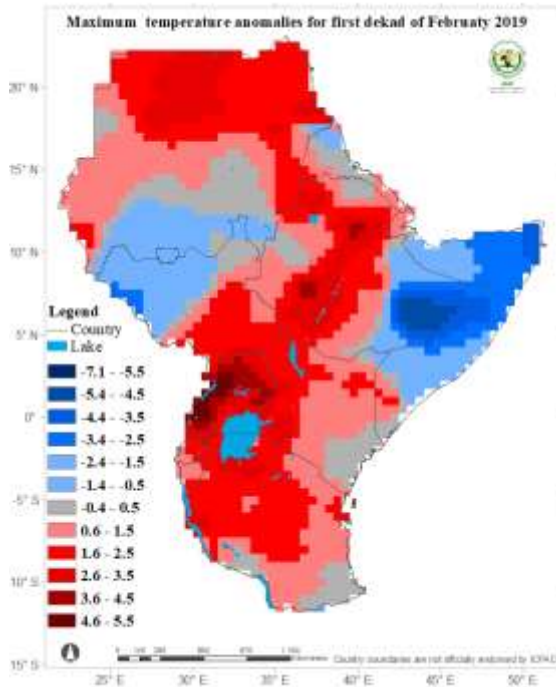 Maximum temperature anomalies for first dekad of Februaty 2019
20° N
15° N
10° N
5° N
0°
5° S
10° S
15° S
Legend
Country
Lake
-7.1 - -5.5
-5.4 - -4.5
-4.4 - -3.5
-3.4 - -2.5
-2.4 - -1.5
-1.4 - -0.5
-0.4 - 0.5
0.6 - 1.5
1.6 - 2.5
2.6 - 3.5
3.6 - 4.5
4.6 - 5.5
Country boundaries are not officially endorsed by ICPAC
25° E
30° E
35° E
40° E
45° E
50° E